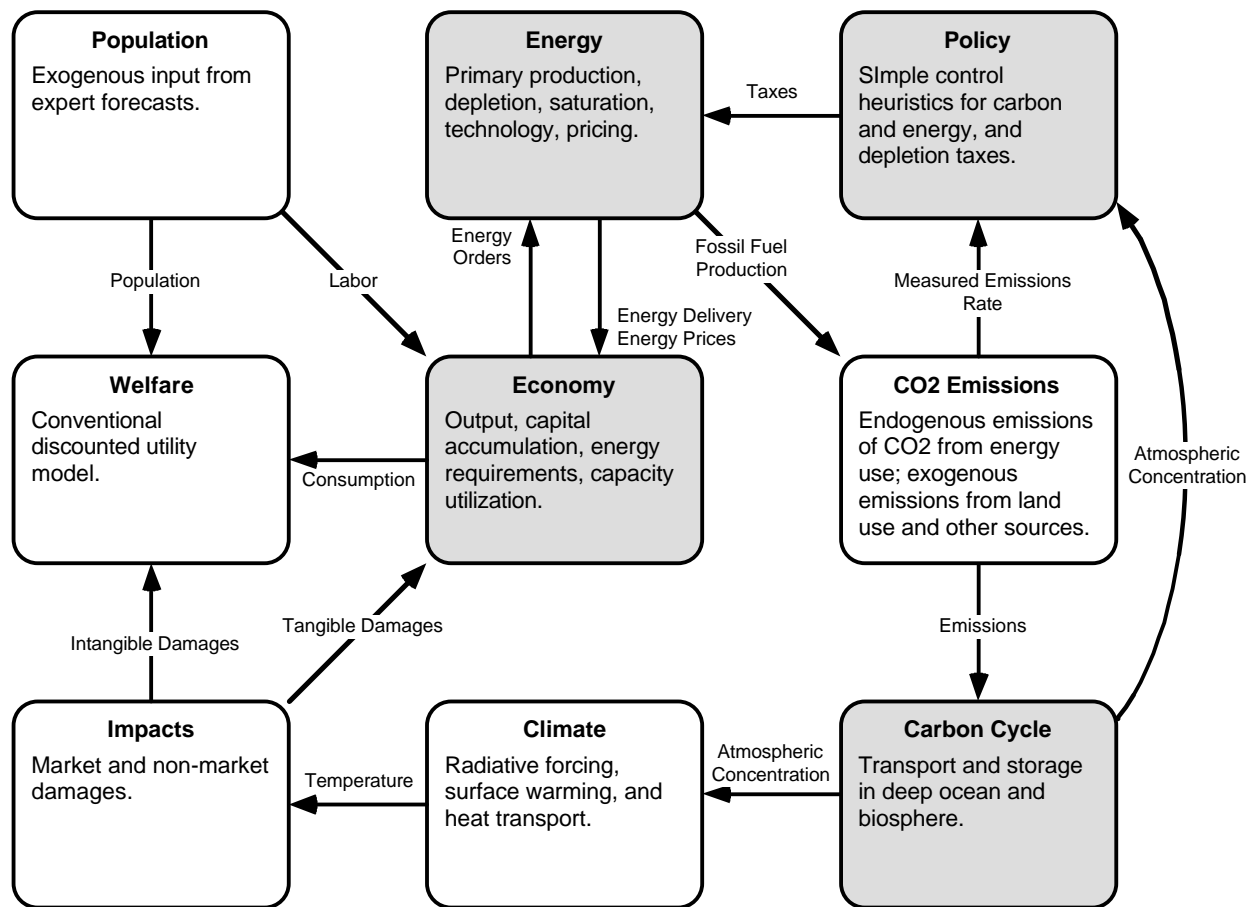 Population
Exogenous input from
expert forecasts.
Energy
Primary production,
depletion, saturation,
technology, pricing.
Taxes
Policy
SImple control
heuristics for carbon
and energy, and
depletion taxes.
Population
Labor
Energy
Orders
Energy Delivery
Energy Prices
Fossil Fuel
Production
Measured Emissions
Rate
Welfare
Conventional
discounted utility
model.
Consumption
Economy
Output, capital
accumulation, energy
requirements, capacity
utilization.
CO2 Emissions
Endogenous emissions
of CO2 from energy
use; exogenous
emissions from land
use and other sources.
Atmospheric
Concentration
Intangible Damages
Tangible Damages
Emissions
Impacts
Market and non-market
damages.
Temperature
Climate
Radiative forcing,
surface warming, and
heat transport.
Atmospheric
Concentration
Carbon Cycle
Transport and storage
in deep ocean and
biosphere.